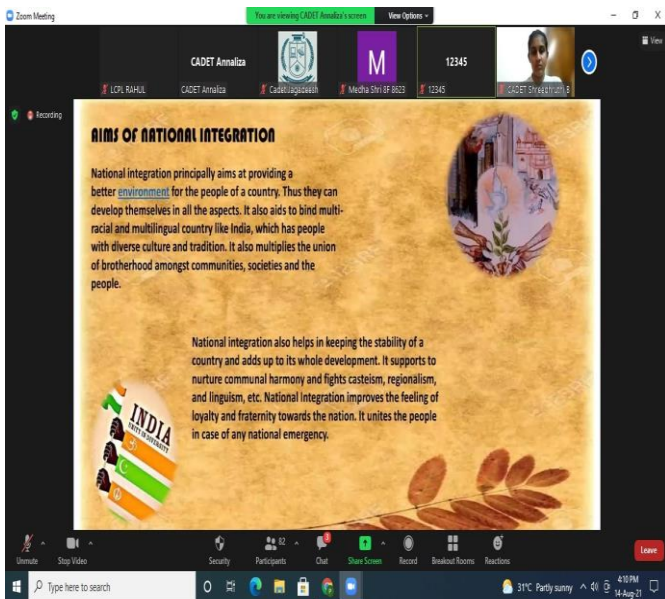 Zoom Meeting
You are viewing CADET Annaliza's screen
View Options
View
CADET Annaliza
M
12345
LCPL RAHUL
CADET Annaliza
Cadet Jagadeesh
Medha Shri 8F 8623
12345
CADET Shreeghruthi B
Recording
AIMS OF NATIONAL INTEGRATION
National integration principally aims at providing a
better environment for the people of a country. Thus they can
develop themselves in all the aspects. It also aids to bind multi-
racial and multilingual country like India, which has people
with diverse culture and tradition. It also multiplies the union
of brotherhood amongst communities, societies and the
people.
National integration also helps in keeping the stability of a
country and adds up to its whole development. It supports to
nurture communal harmony and fights casteism, regionalism,
and linguism, etc. National Integration improves the feeling of
loyalty and fraternity towards the nation. It unites the people
in case of any national emergency.
INDIA
UNITY IN DIVERSITY
Unmute
Stop Video
Security
82
Participants
3
Chat
Share Screen
Record
Breakout Rooms
Reactions
Leave
Type here to search
31°C Partly sunny
4:10 PM
14-Aug-21